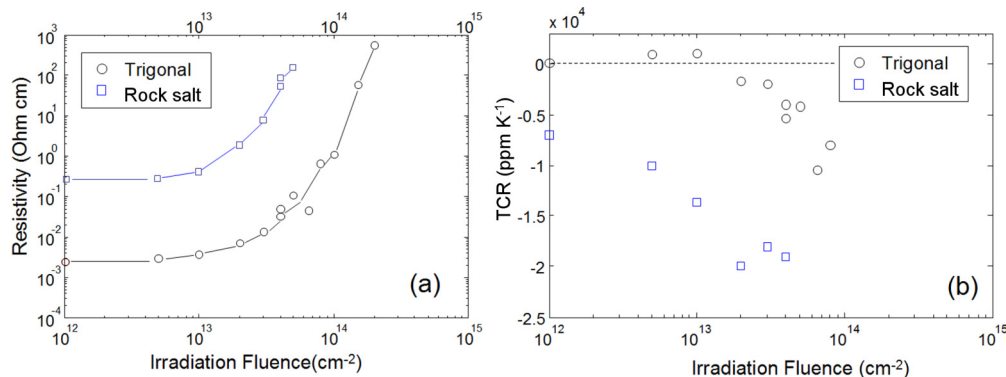 10^13 10^14 10^15
10^3
10^2
10^1
10^0
10^-1
10^-2
10^-3
10^-4
Resistivity (Ohm cm)
Trigonal
Rock salt
(a)
10^12 10^13 10^14 10^15
Irradiation Fluence(cm^-2)
x 10^4
0
-0.5
-1
-1.5
-2
-2.5
TCR (ppm K^-1)
Trigonal
Rock salt
(b)
10^12 10^13 10^14 10^15
Irradiation Fluence (cm^-2)